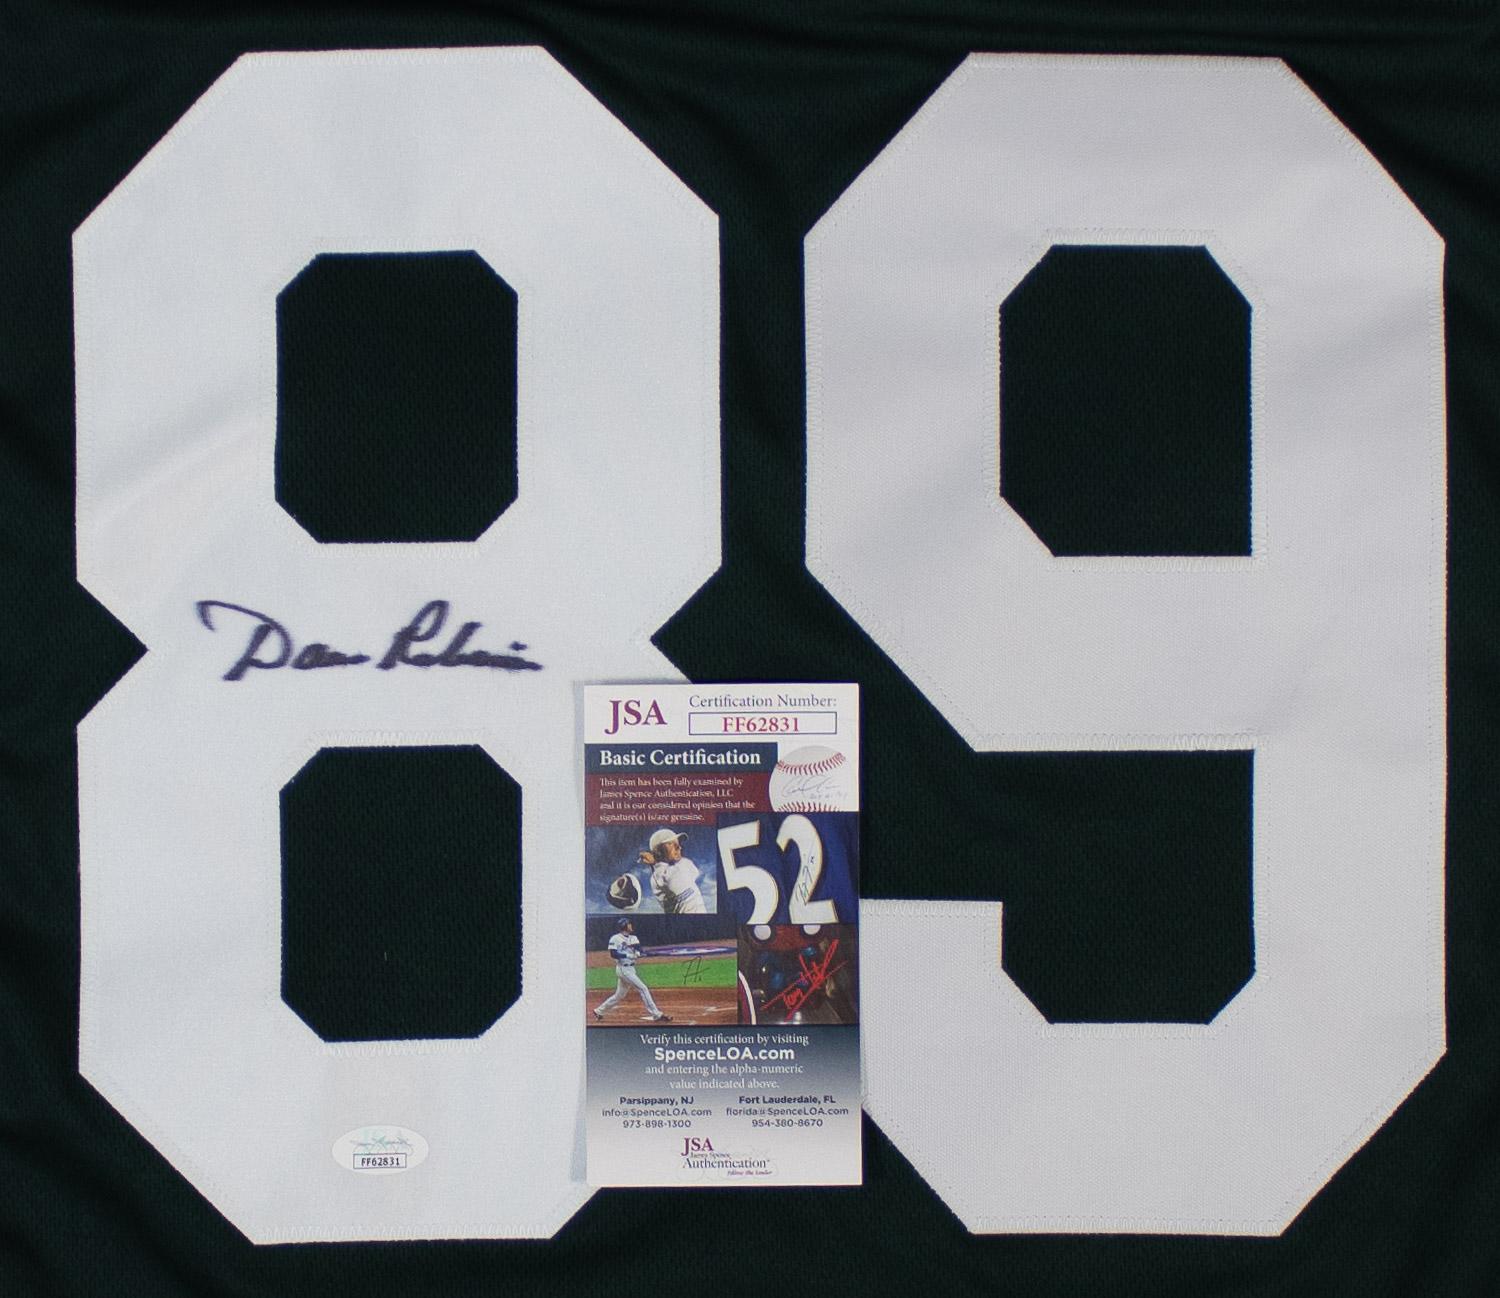 89
Dave Robinson
JSA
Certification Number:
FF62831
Basic Certification
This item has been fully examined by
James Spence Authentication, LLC
and it is our considered opinion that the
signature(s) is/are genuine.
52
Verify this certification by visiting
SpenceLOA.com
and entering the alpha-numeric
value indicated above.
Parsippany, NJ
info@SpenceLOA.com
973-898-1300
Fort Lauderdale, FL
florida@SpenceLOA.com
954-380-8670
JSA
James Spence
Authentication
Follow the Leader
FF62831